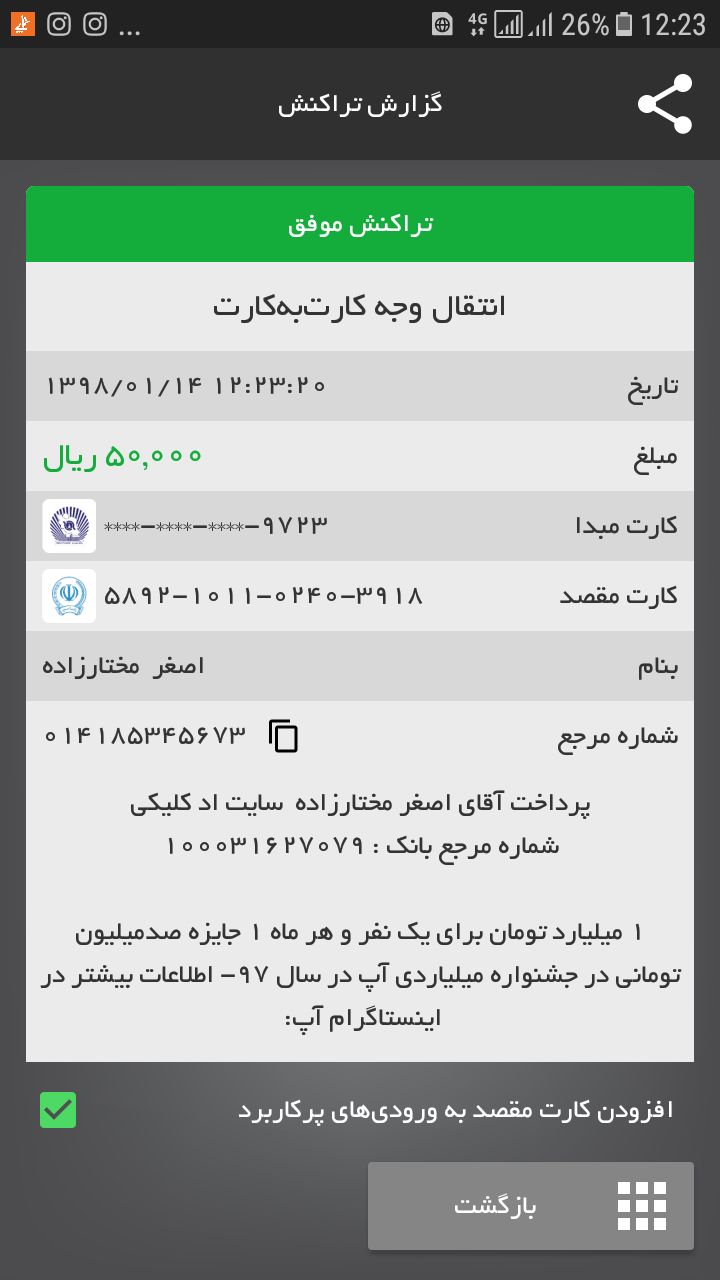 ... 4G 26% 12:23
گزارش تراکنش
تراکنش موفق
انتقال وجه کارت‌به‌کارت
تاریخ ۱۳۹۸/۰۱/۱۴ ۱۲:۲۳:۲۰
مبلغ ۵۰,۰۰۰ ریال
کارت مبدا ****-****-****-۹۷۲۳
کارت مقصد ۵۸۹۲-۱۰۱۱-۰۲۴۰-۳۹۱۸
بنام اصغر مختارزاده
شماره مرجع ۰۱۴۱۸۵۳۴۵۶۷۳
پرداخت آقای اصغر مختارزاده سایت اد کلیکی
شماره مرجع بانک : ۱۰۰۰۳۱۶۲۷۰۷۹
۱ میلیارد تومان برای یک نفر و هر ماه ۱ جایزه صدمیلیون
تومانی در جشنواره میلیاردی آپ در سال ۹۷- اطلاعات بیشتر در
اینستاگرام آپ:
افزودن کارت مقصد به ورودی‌های پرکاربرد
بازگشت